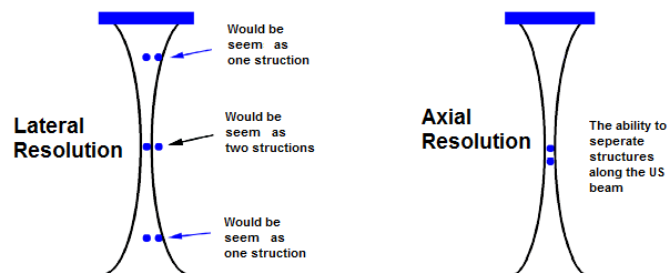 Would be
seem as
one struction
Lateral
Resolution
Would be
seem as
two structions
Would be
seem as
one struction
Axial
Resolution
The ability to
seperate
structures
along the US
beam